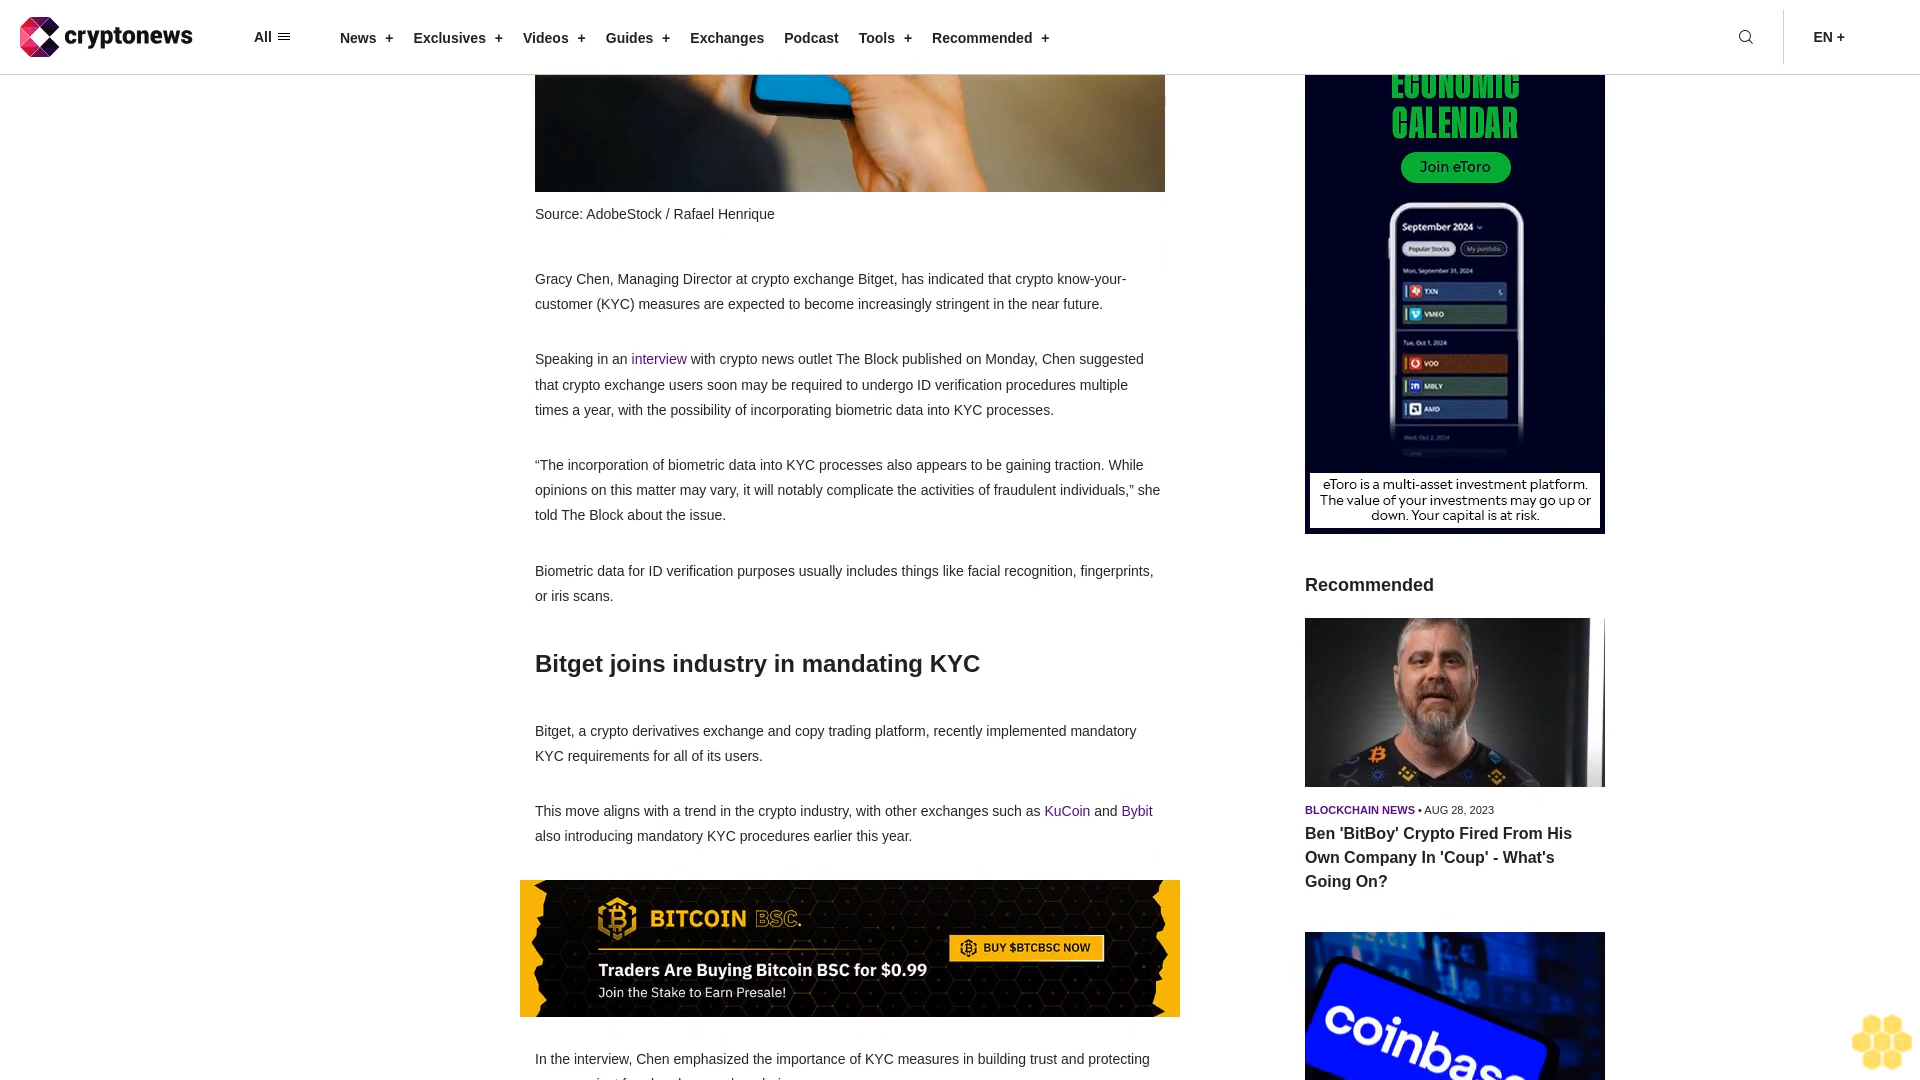 cryptonews
All
News +
Exclusives +
Videos +
Guides +
Exchanges
Podcast
Tools +
Recommended +
EN +
Source: AdobeStock / Rafael Henrique
Gracy Chen, Managing Director at crypto exchange Bitget, has indicated that crypto know-your-
customer (KYC) measures are expected to become increasingly stringent in the near future.
Speaking in an interview with crypto news outlet The Block published on Monday, Chen suggested
that crypto exchange users soon may be required to undergo ID verification procedures multiple
times a year, with the possibility of incorporating biometric data into KYC processes.
“The incorporation of biometric data into KYC processes also appears to be gaining traction. While
opinions on this matter may vary, it will notably complicate the activities of fraudulent individuals,” she
told The Block about the issue.
Biometric data for ID verification purposes usually includes things like facial recognition, fingerprints,
or iris scans.
Bitget joins industry in mandating KYC
Bitget, a crypto derivatives exchange and copy trading platform, recently implemented mandatory
KYC requirements for all of its users.
This move aligns with a trend in the crypto industry, with other exchanges such as KuCoin and Bybit
also introducing mandatory KYC procedures earlier this year.
BITCOIN BSC.
Traders Are Buying Bitcoin BSC for $0.99
Join the Stake to Earn Presale!
BUY $BTCBSC NOW
In the interview, Chen emphasized the importance of KYC measures in building trust and protecting
ECONOMIC
CALENDAR
Join eToro
September 2024
Popular Stocks
My portfolio
Mon, September 31, 2024
TXN
VMEO
Tue, Oct 1, 2024
VOD
MBLY
AMD
Wed, Oct 2, 2024
eToro is a multi-asset investment platform.
The value of your investments may go up or
down. Your capital is at risk.
Recommended
BLOCKCHAIN NEWS • AUG 28, 2023
Ben 'BitBoy' Crypto Fired From His
Own Company In 'Coup' - What's
Going On?
coinbase